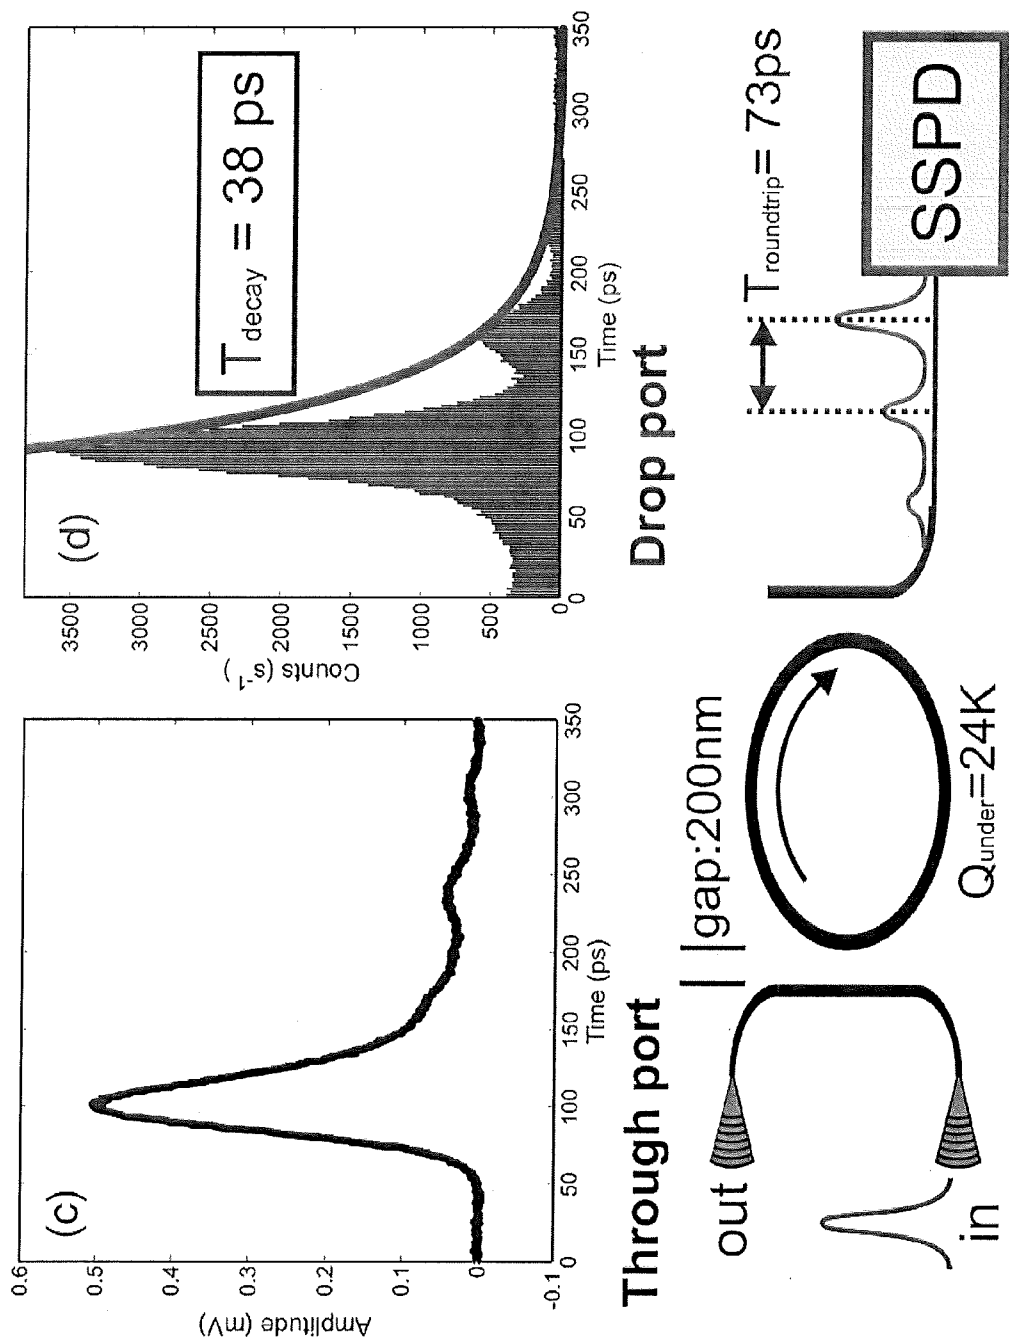 (c)
0.6
0.5
0.4
0.3
0.2
0.1
0
-0.1
Amplitude (mV)
0 50 100 150 200 250 300 350
Time (ps)
(d)
3500
3000
2500
2000
1500
1000
500
0
Counts (s⁻¹)
0 50 100 150 200 250 300 350
Time (ps)
T decay = 38 ps
Through port
Drop port
out
in
gap:200nm
Qunder=24K
Troundtrip= 73ps
SSPD